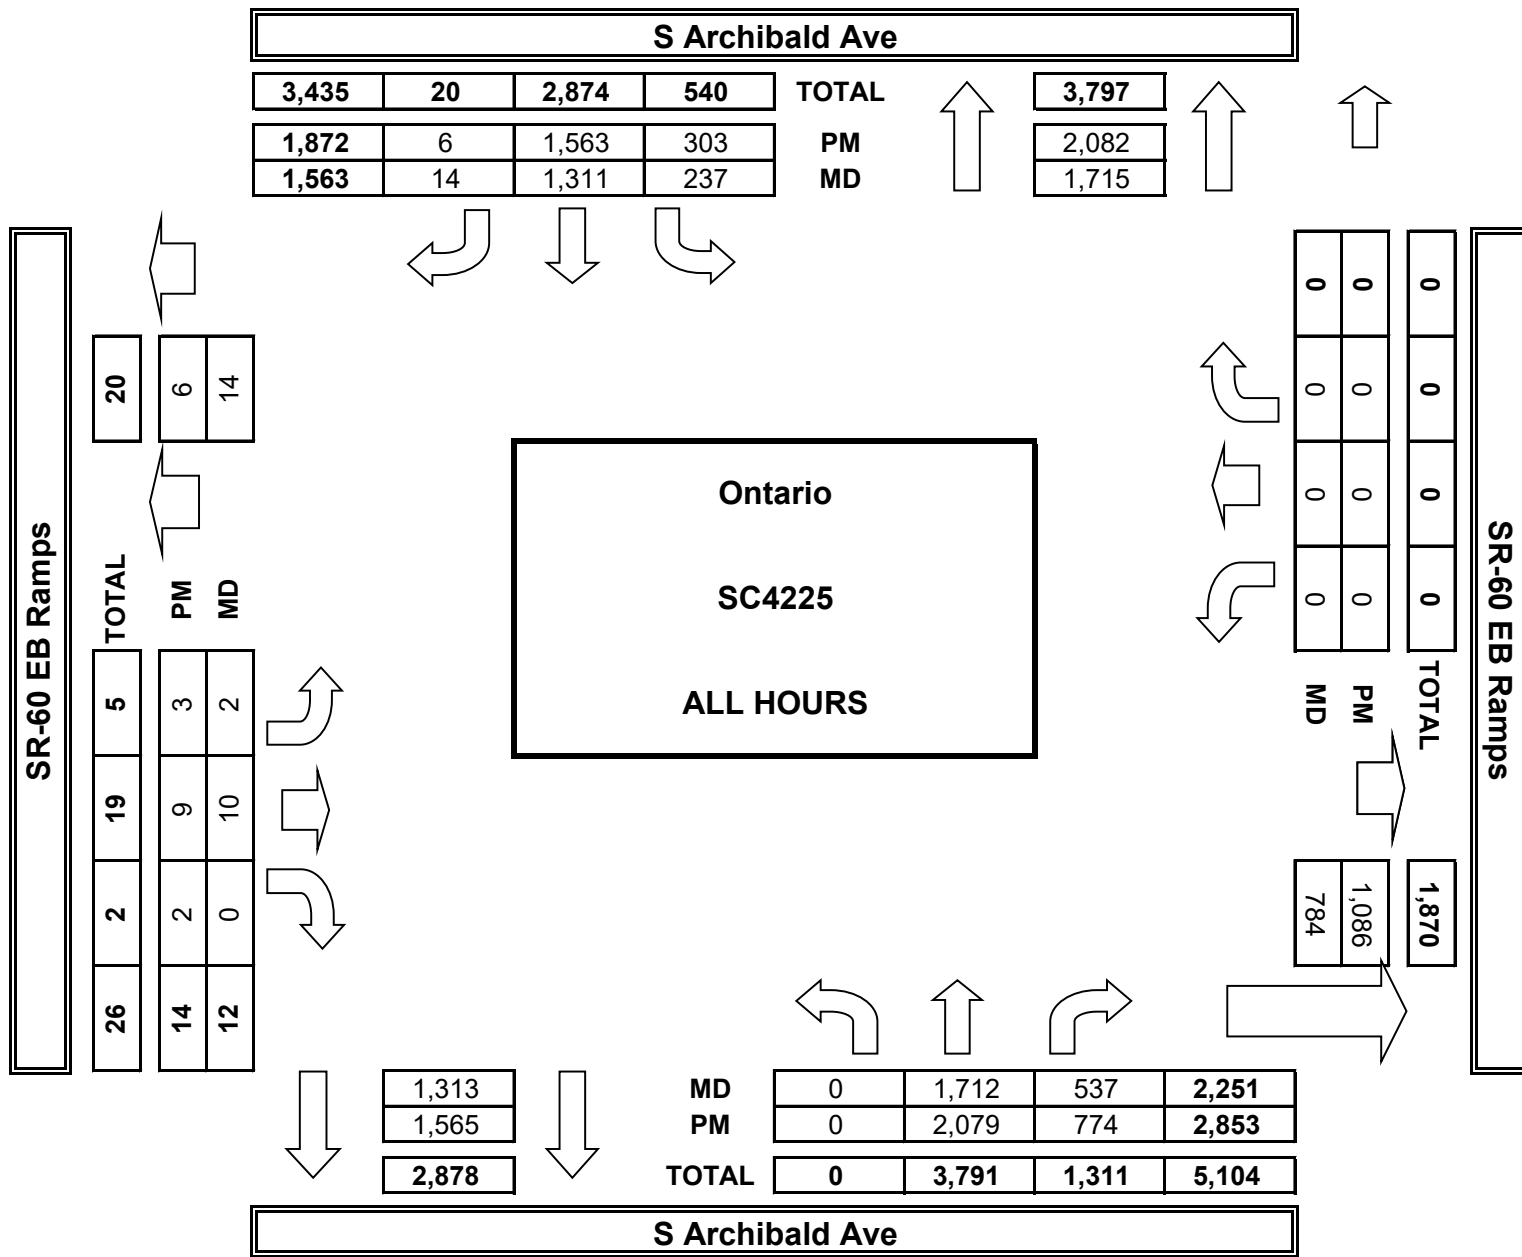 S Archibald Ave
3,435 20 2,874 540 TOTAL 3,797
1,872 6 1,563 303 PM 2,082
1,563 14 1,311 237 MD 1,715
SR-60 EB Ramps
20 6 14
TOTAL PM MD
5 3 2
19 9 10
2 2 0
26 14 12
Ontario
SC4225
ALL HOURS
0 0 0
0 0 0
0 0 0
0 0 0
MD PM TOTAL
784 1,086 1,870
SR-60 EB Ramps
1,313 MD 0 1,712 537 2,251
1,565 PM 0 2,079 774 2,853
2,878 TOTAL 0 3,791 1,311 5,104
S Archibald Ave